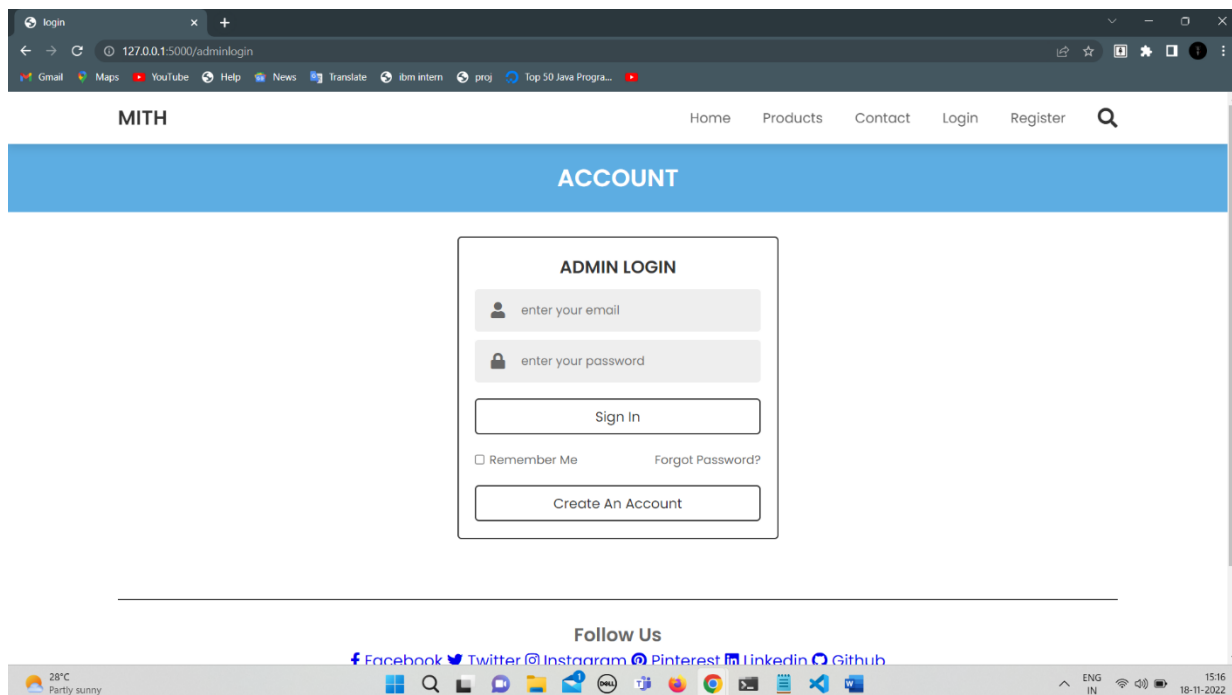 login
127.0.0.1:5000/adminlogin
Gmail Maps YouTube Help News Translate ibm intern proj Top 50 Java Progra...
MITH Home Products Contact Login Register
ACCOUNT
ADMIN LOGIN
enter your email
enter your password
Sign In
Remember Me Forgot Password?
Create An Account
Follow Us
Facebook Twitter Instagram Pinterest Linkedin Github
28°C
Partly sunny
DELL
ENG
IN
15:16
18-11-2022